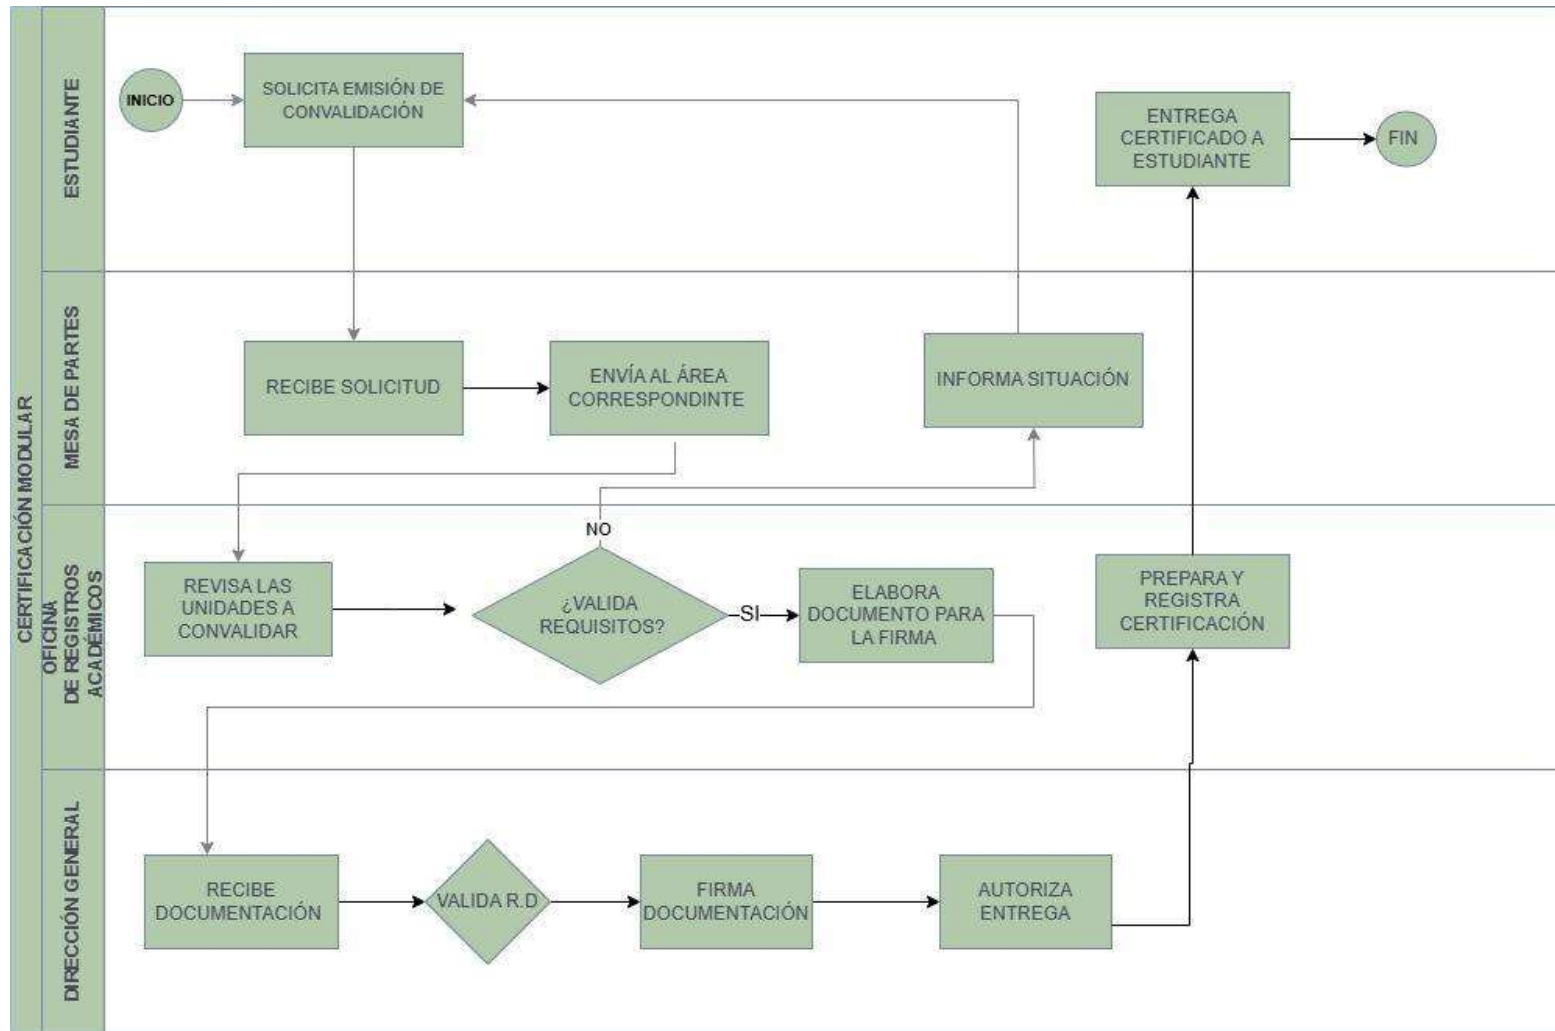 CERTIFICACIÓN MODULAR
ESTUDIANTE
INICIO
SOLICITA EMISIÓN DE
CONVALIDACIÓN
ENTREGA
CERTIFICADO A
ESTUDIANTE
FIN
MESA DE PARTES
RECIBE SOLICITUD
ENVÍA AL ÁREA
CORRESPONDINTE
INFORMA SITUACIÓN
OFICINA
DE REGISTROS
ACADÉMICOS
REVISA LAS
UNIDADES A
CONVALIDAR
NO
¿VALIDA
REQUISITOS?
SI
ELABORA
DOCUMENTO PARA
LA FIRMA
PREPARA Y
REGISTRA
CERTIFICACIÓN
DIRECCIÓN GENERAL
RECIBE
DOCUMENTACIÓN
VALIDA R.D
FIRMA
DOCUMENTACIÓN
AUTORIZA
ENTREGA